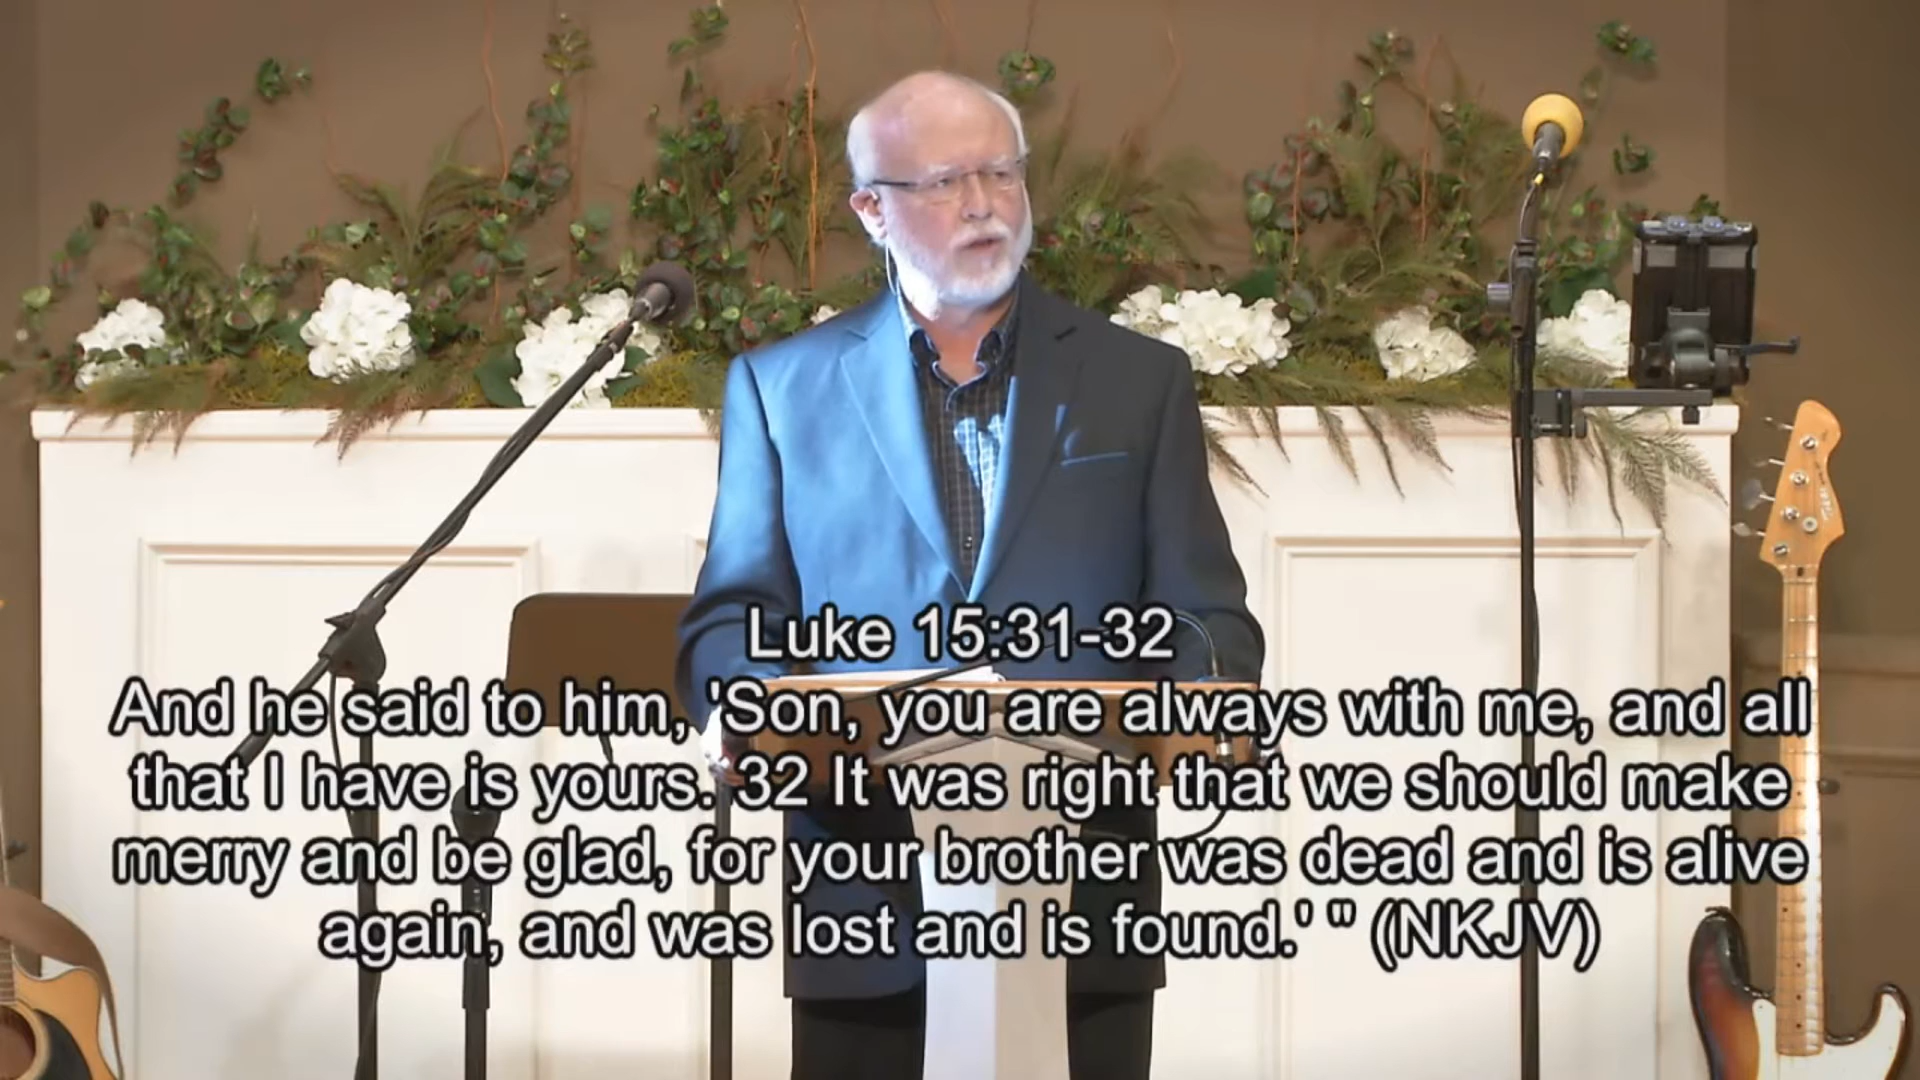 Luke 15:31-32
And he said to him, 'Son, you are always with me, and all
that I have is yours. 32 It was right that we should make
merry and be glad, for your brother was dead and is alive
again, and was lost and is found.' " (NKJV)